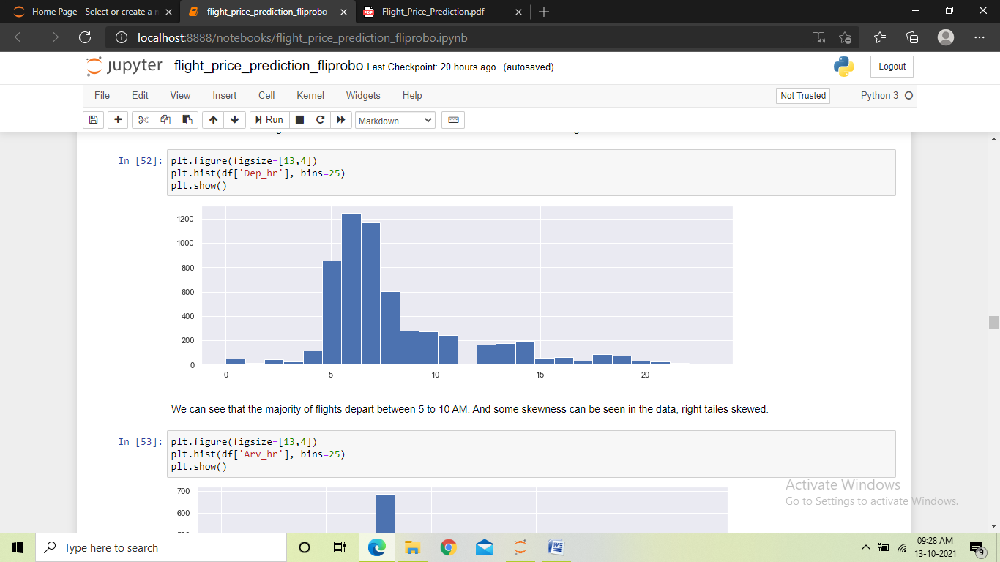 Home Page - Select or create a n
flight_price_prediction_fliprobo -
Flight_Price_Prediction.pdf
localhost:8888/notebooks/flight_price_prediction_fliprobo.ipynb
jupyter flight_price_prediction_fliprobo Last Checkpoint: 20 hours ago (autosaved)
Logout
File Edit View Insert Cell Kernel Widgets Help
Not Trusted
Python 3
Run
Markdown
In [52]:
plt.figure(figsize=[13,4])
plt.hist(df['Dep_hr'], bins=25)
plt.show()
1200
1000
800
600
400
200
0
0 5 10 15 20
We can see that the majority of flights depart between 5 to 10 AM. And some skewness can be seen in the data, right tailes skewed.
In [53]:
plt.figure(figsize=[13,4])
plt.hist(df['Arv_hr'], bins=25)
plt.show()
700
600
Activate Windows
Go to Settings to activate Windows.
Type here to search
09:28 AM
13-10-2021
9